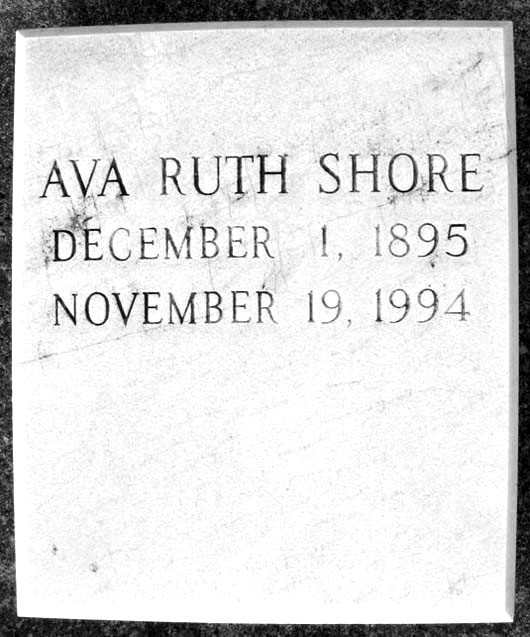 AVA RUTH SHORE
DECEMBER 1, 1895
NOVEMBER 19, 1994